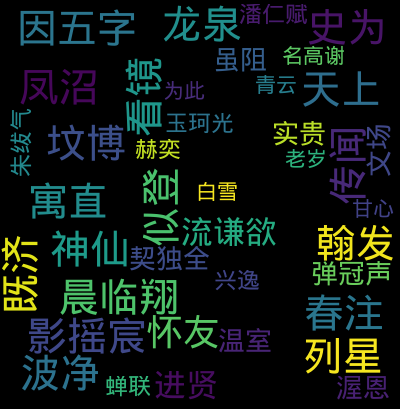 因五字
龙泉
潘仁赋
史为
虽阻
名高谢
凤沼
看镜
为此
青云
天上
朱绂气
坟博
玉珂光
赫奕
实贵
老岁
传闻
文场
寓直
似登
白雪
甘心
神仙
流谦欲
翰发
既济
契独全
兴逸
弹冠声
晨临翔
春注
影摇宸
怀友
温室
列星
波净
蝉联
进贤
渥恩